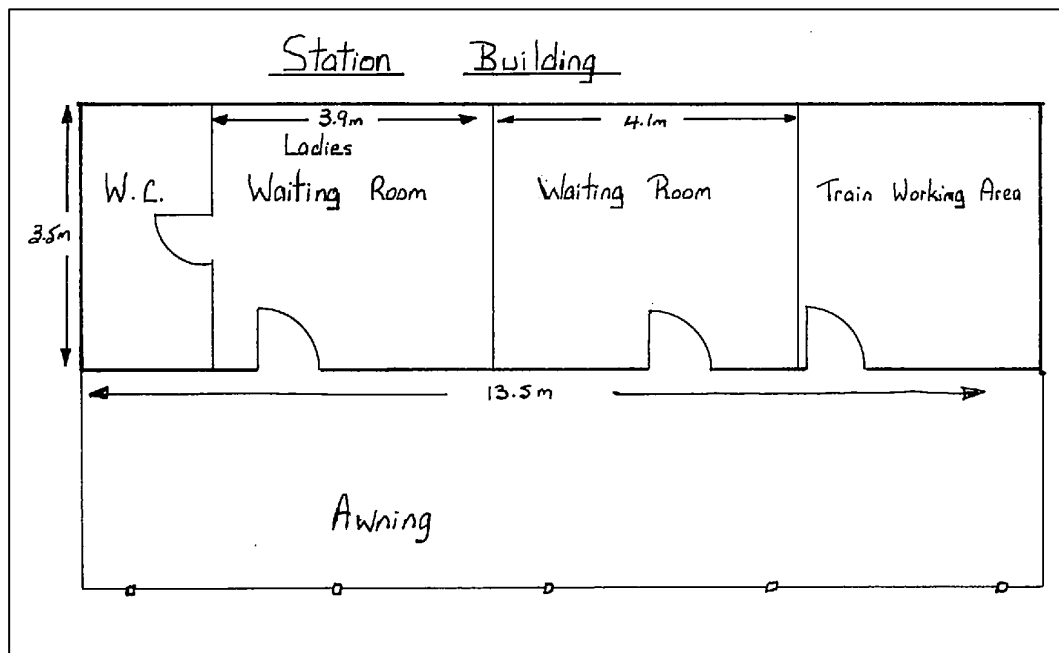 Station Building
3.9m
4.1m
Ladies
W.C.
Waiting Room
Waiting Room
Train Working Area
3.5m
13.5m
Awning